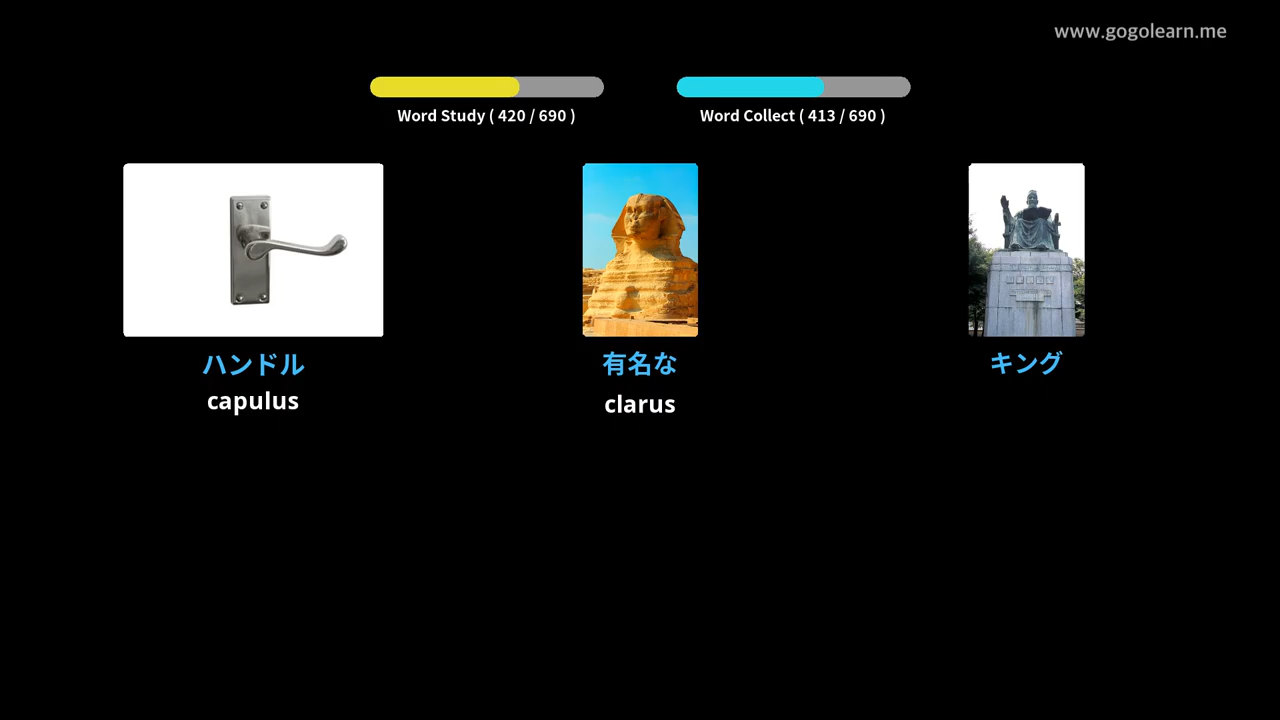 www.gogolearn.me
Word Study ( 420 / 690 )
Word Collect ( 413 / 690 )
ハンドル
capulus
有名な
clarus
キング